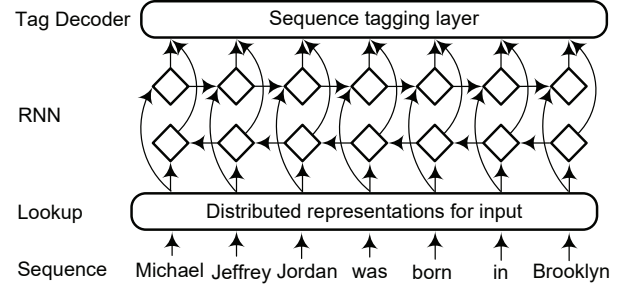 Tag Decoder Sequence tagging layer
RNN
Lookup Distributed representations for input
Sequence Michael Jeffrey Jordan was born in Brooklyn